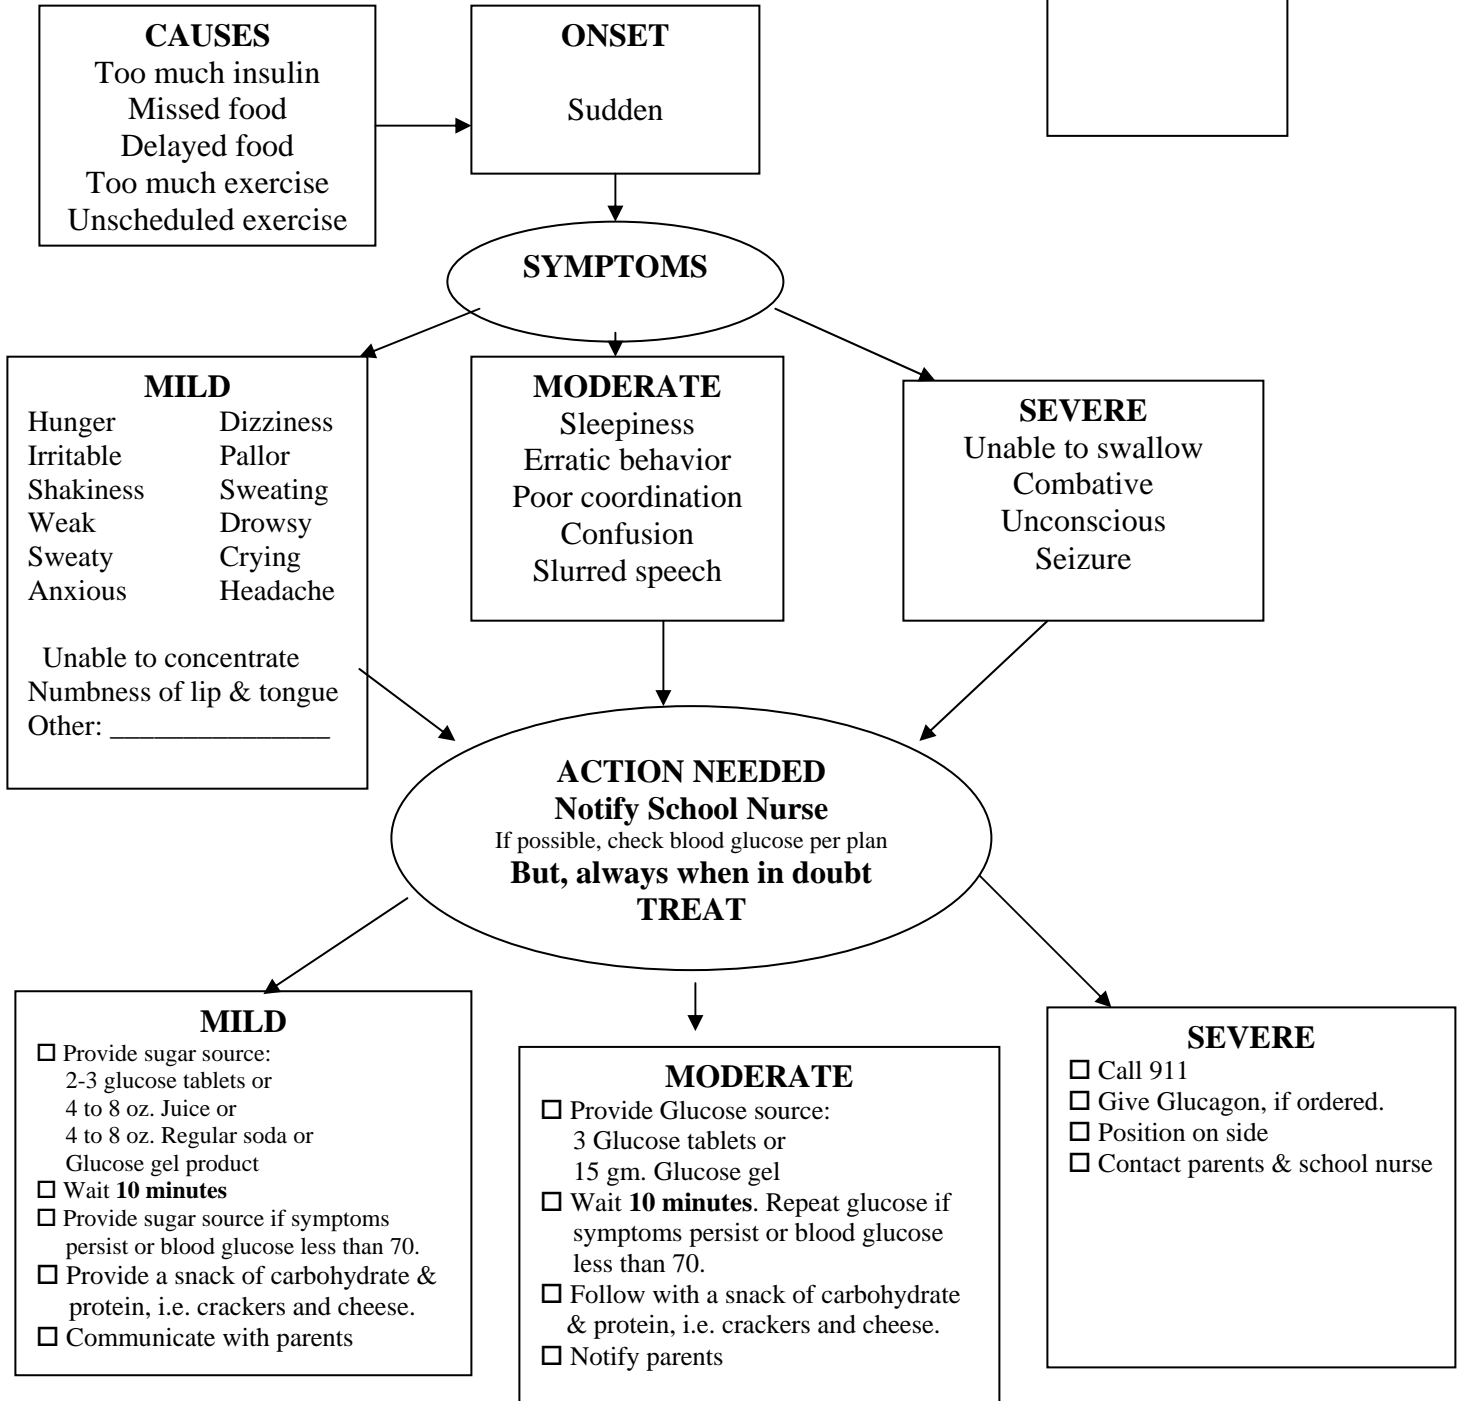 CAUSES
Too much insulin
Missed food
Delayed food
Too much exercise
Unscheduled exercise
ONSET
Sudden
SYMPTOMS
MILD
Hunger Dizziness
Irritable Pallor
Shakiness Sweating
Weak Drowsy
Sweaty Crying
Anxious Headache
Unable to concentrate
Numbness of lip & tongue
Other: _______________
MODERATE
Sleepiness
Erratic behavior
Poor coordination
Confusion
Slurred speech
SEVERE
Unable to swallow
Combative
Unconscious
Seizure
ACTION NEEDED
Notify School Nurse
If possible, check blood glucose per plan
But, always when in doubt
TREAT
MILD
☐ Provide sugar source:
2-3 glucose tablets or
4 to 8 oz. Juice or
4 to 8 oz. Regular soda or
Glucose gel product
☐ Wait 10 minutes
☐ Provide sugar source if symptoms
persist or blood glucose less than 70.
☐ Provide a snack of carbohydrate &
protein, i.e. crackers and cheese.
☐ Communicate with parents
MODERATE
☐ Provide Glucose source:
3 Glucose tablets or
15 gm. Glucose gel
☐ Wait 10 minutes. Repeat glucose if
symptoms persist or blood glucose
less than 70.
☐ Follow with a snack of carbohydrate
& protein, i.e. crackers and cheese.
☐ Notify parents
SEVERE
☐ Call 911
☐ Give Glucagon, if ordered.
☐ Position on side
☐ Contact parents & school nurse